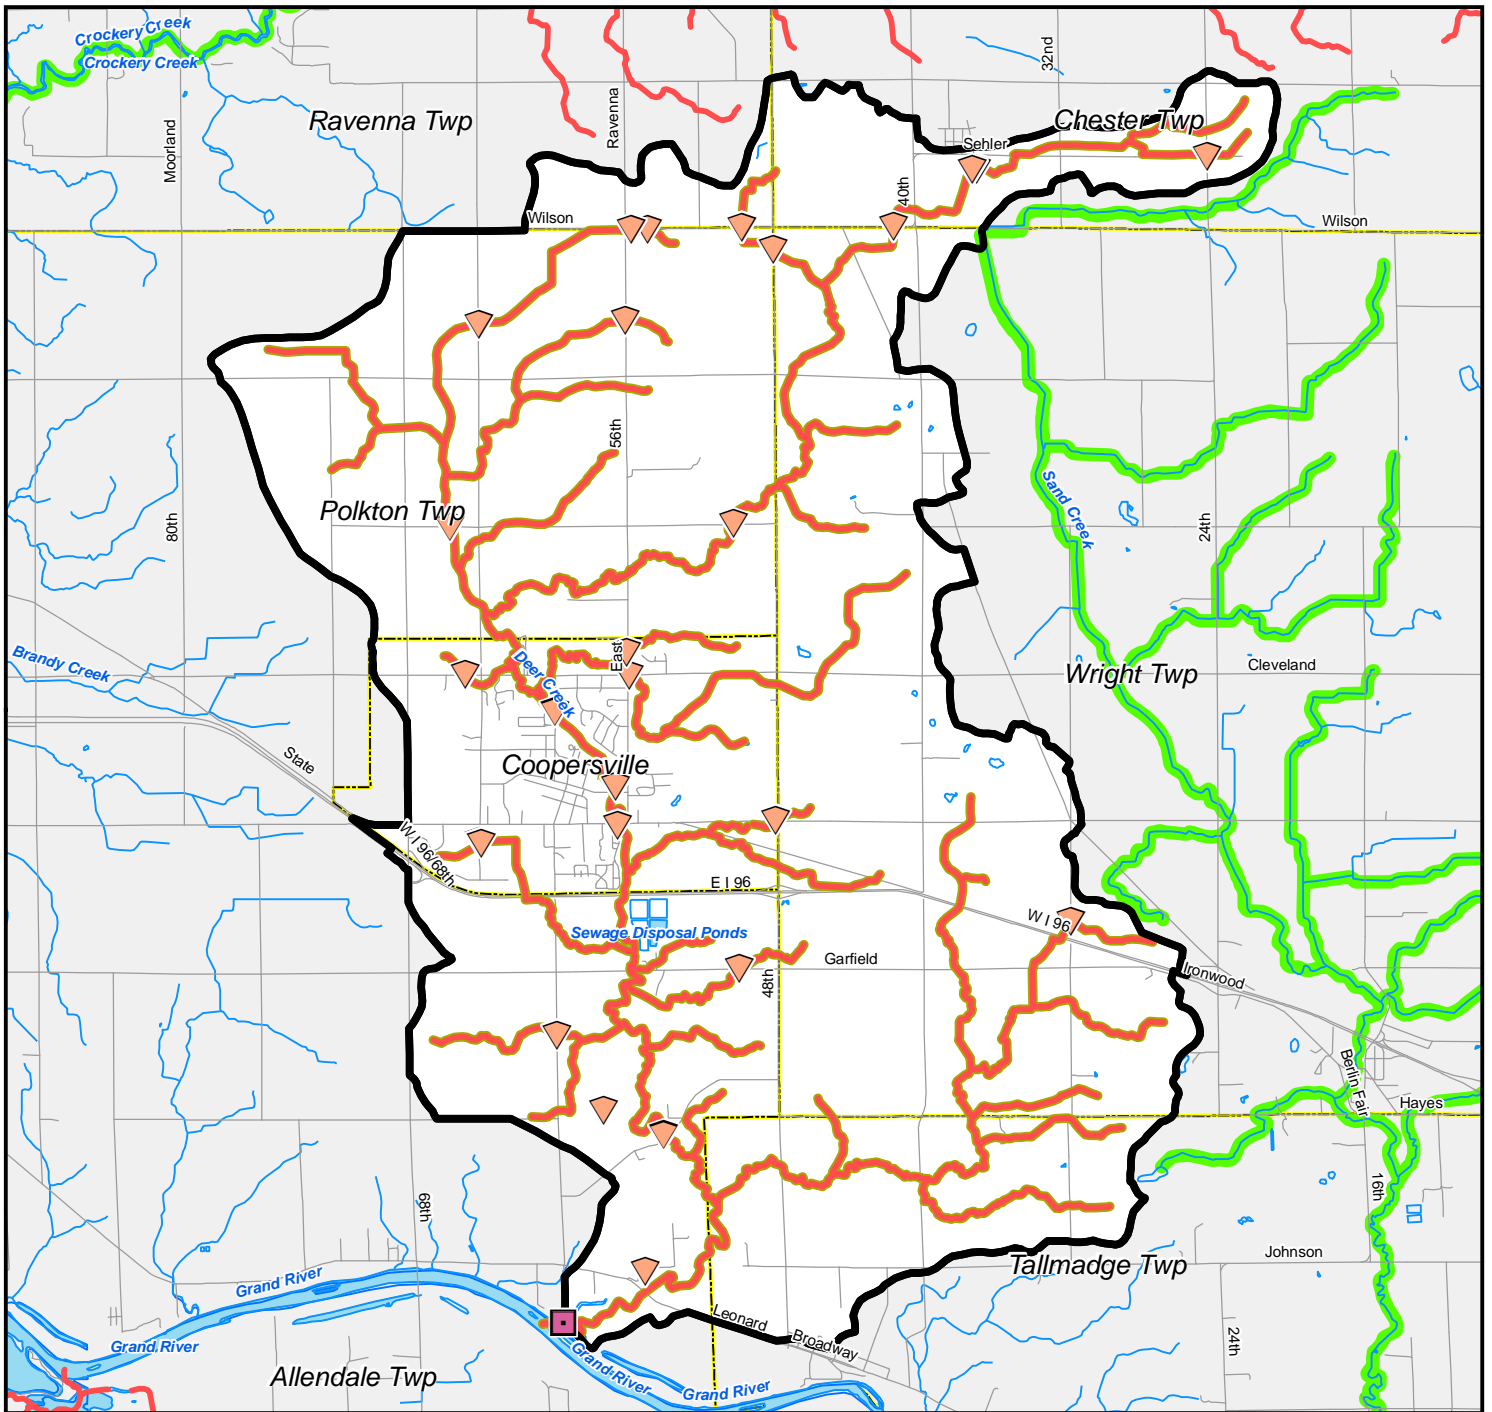 Crockery Creek
Crockery Creek
32nd
Ravenna
Ravenna Twp
Chester Twp
Moorland
Sehler
40th
Wilson
Wilson
56th
Sand Creek
Polkton Twp
80th
24th
East
Brandy Creek
Deer Creek
Cleveland
Wright Twp
State
Coopersville
W I 96/68th
E I 96
W I 96
Sewage Disposal Ponds
Garfield
48th
Ironwood
Berlin Fair
Hayes
68th
16th
Johnson
Tallmadge Twp
Grand River
Leonard
Broadway
24th
Grand River
Grand River
Allendale Twp
Grand River